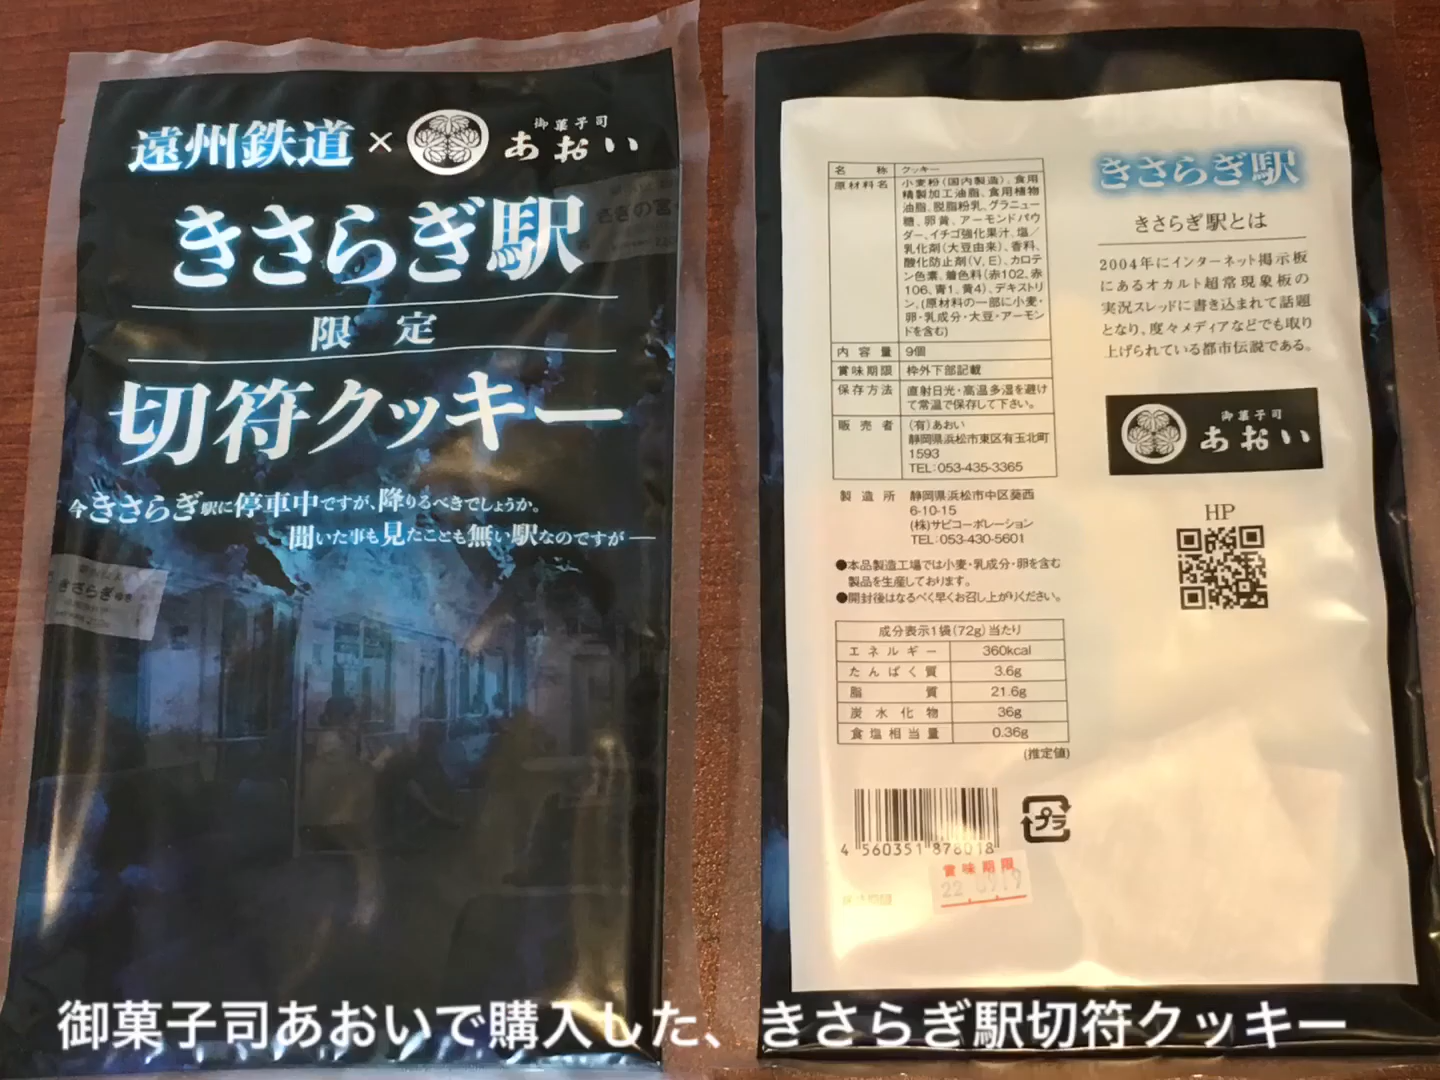 遠州鉄道×御菓子司あおい
きさらぎ駅
限定
切符クッキー
今きさらぎ駅に停車中ですが、降りるべきでしょうか。
聞いた事も見たことも無い駅なのですが―
きさらぎ
名称 クッキー
原材料名 小麦粉(国内製造)、食用
精製加工油脂、食用植物
油脂、脱脂粉乳、グラニュー
糖、卵黄、アーモンドパウ
ダー、イチゴ強化果汁、塩/
乳化剤(大豆由来)、香料、
酸化防止剤(V,E)、カロテ
ン色素、着色料(赤102、赤
106、青1、黄4)、デキストリ
ン、(原材料の一部に小麦・
卵・乳成分・大豆・アーモン
ドを含む)
内容量 9個
賞味期限 枠外下部記載
保存方法 直射日光・高温多湿を避け
て常温で保存して下さい。
販売者 (有)あおい
静岡県浜松市東区有玉北町
1593
TEL:053-435-3365
製造所 静岡県浜松市中区葵西
6-10-15
(株)サビコーポレーション
TEL:053-430-5601
●本品製造工場では小麦・乳成分・卵を含む
製品を生産しております。
●開封後はなるべく早くお召し上がりください。
成分表示1袋(72g)当たり
エネルギー 360kcal
たんぱく質 3.6g
脂質 21.6g
炭水化物 36g
食塩相当量 0.36g
(推定値)
4 560351 878018
プラ
賞味期限
きさらぎ駅
きさらぎ駅とは
2004年にインターネット掲示板
にあるオカルト超常現象板の
実況スレッドに書き込まれて話題
となり、度々メディアなどでも取り
上げられている都市伝説である。
御菓子司
あおい
HP
御菓子司あおいで購入した、きさらぎ駅切符クッキー